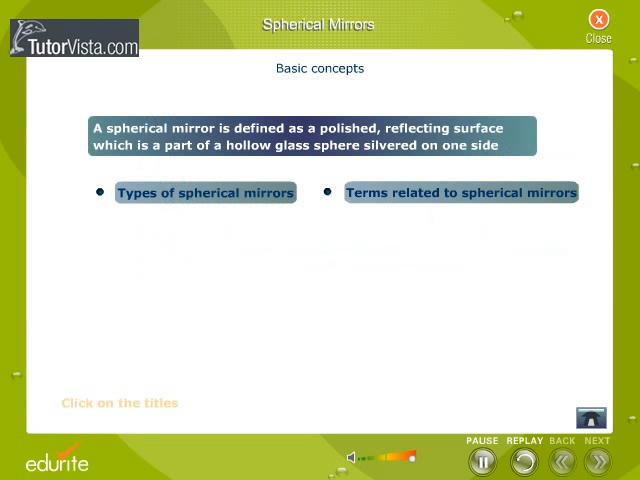 Spherical Mirrors
X
Close
TutorVista.com
Basic concepts
A spherical mirror is defined as a polished, reflecting surface
which is a part of a hollow glass sphere silvered on one side
Types of spherical mirrors
Terms related to spherical mirrors
Click on the titles
PAUSE REPLAY BACK NEXT
edurite